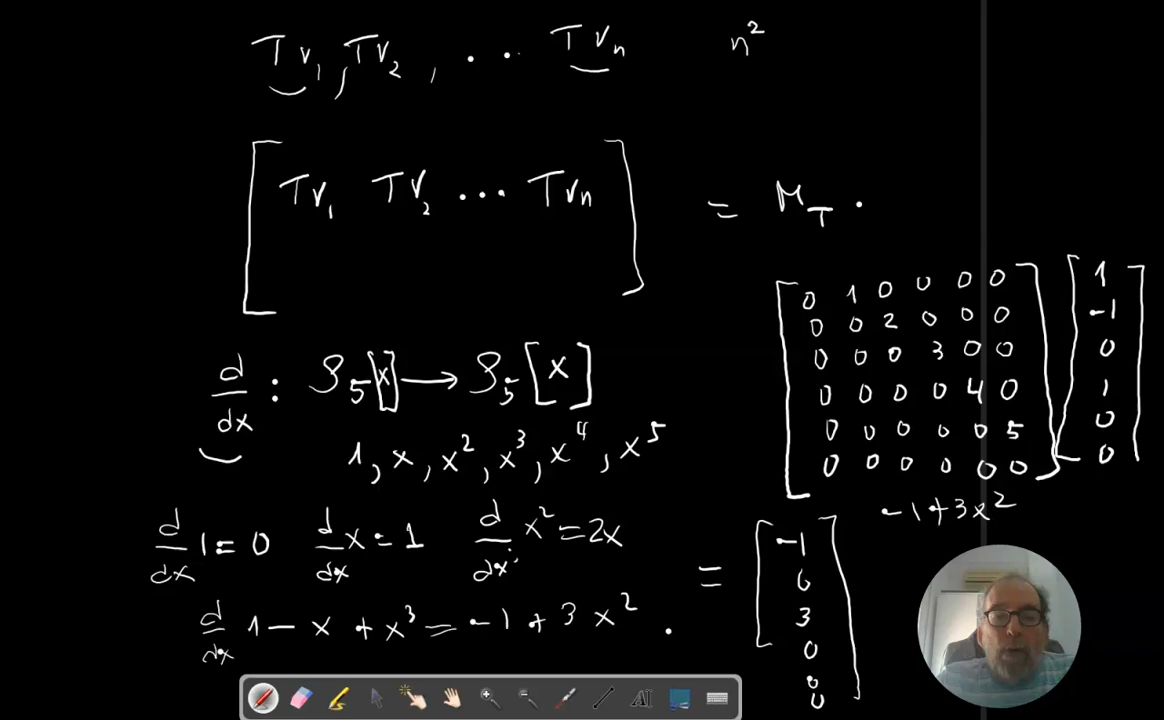 Tv₁, Tv₂, · · · Tvₙ n²
[ Tv₁ Tv₂ ··· Tvₙ ] = M_T ·
[ 0 1 0 0 0 0 ] [ 1 ]
[ 0 0 2 0 0 0 ] [ -1 ]
[ 0 0 0 3 0 0 ] [ 0 ]
[ 0 0 0 0 4 0 ] [ 1 ]
[ 0 0 0 0 0 5 ] [ 0 ]
[ 0 0 0 0 0 0 ] [ 0 ]
d/dx : P₅[x] → P₅[x]
1, x, x², x³, x⁴, x⁵
-1+3x²
d/dx 1 = 0 d/dx x = 1 d/dx x² = 2x
d/dx 1 - x + x³ = -1 + 3x² .
= [ -1
0
3
0
0
0 ]
AI